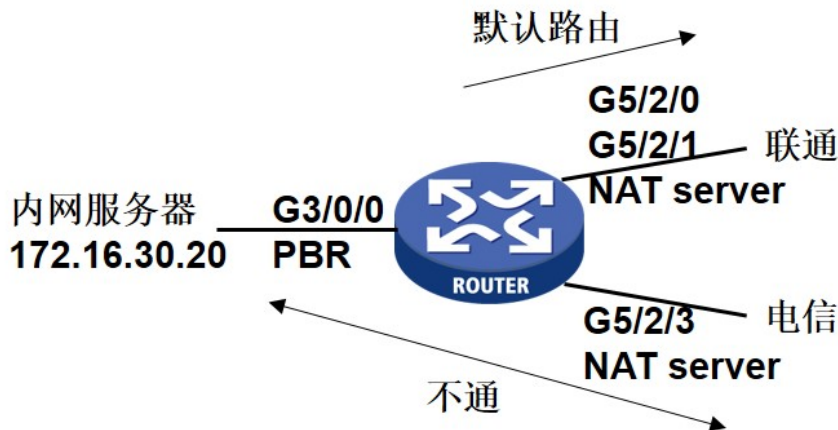 默认路由
G5/2/0
G5/2/1
联通
NAT server
内网服务器
G3/0/0
172.16.30.20
PBR
ROUTER
G5/2/3
电信
NAT server
不通